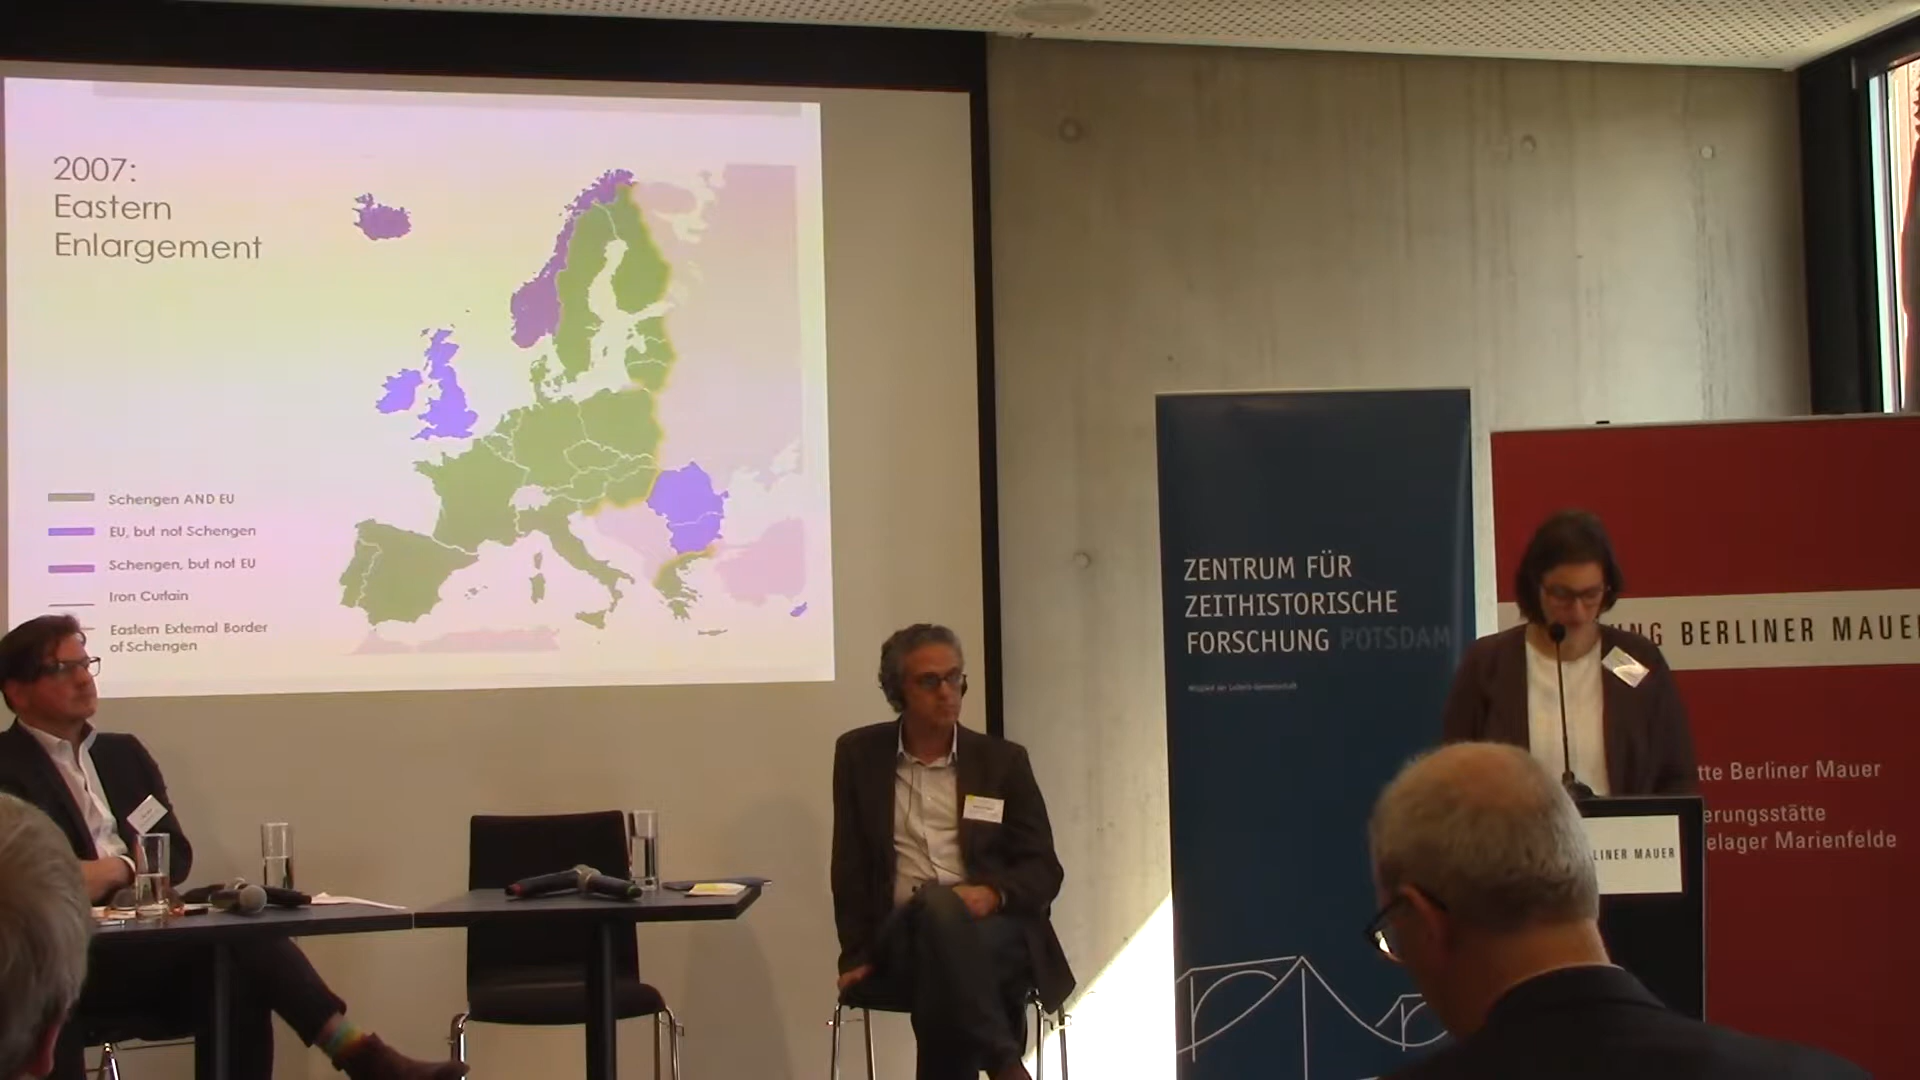 2007:
Eastern
Enlargement
Schengen AND EU
EU, but not Schengen
Schengen, but not EU
Iron Curtain
Eastern External Border
of Schengen
ZENTRUM FÜR
ZEITHISTORISCHE
FORSCHUNG POTSDAM
UNG BERLINER MAUER
tte Berliner Mauer
erungsstätte
elager Marienfelde
LINER MAUER